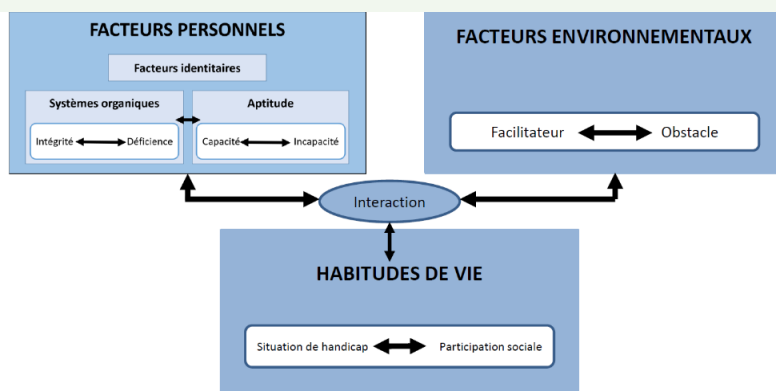 FACTEURS PERSONNELS
Facteurs identitaires
Systèmes organiques
Aptitude
Intégrité
Déficience
Capacité
Incapacité
FACTEURS ENVIRONNEMENTAUX
Facilitateur
Obstacle
Interaction
HABITUDES DE VIE
Situation de handicap
Participation sociale